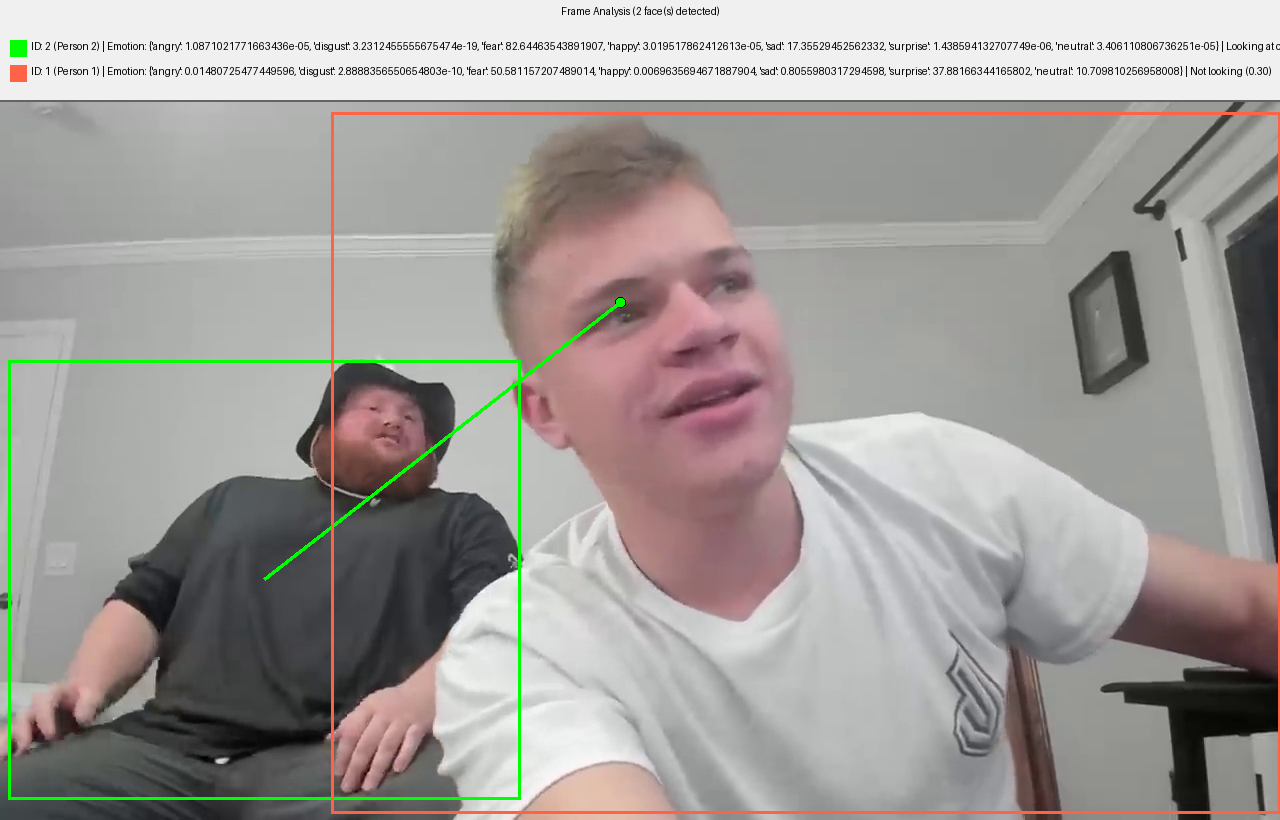 Frame Analysis (2 face(s) detected)
ID: 2 (Person 2) | Emotion: {'angry': 1.0871021771663436e-05, 'disgust': 3.2312455555675474e-19, 'fear': 82.64463543891907, 'happy': 3.019517862412613e-05, 'sad': 17.35529452562332, 'surprise': 1.438594132707749e-06, 'neutral': 3.406110806736251e-05} | Looking at
ID: 1 (Person 1) | Emotion: {'angry': 0.01480725477449596, 'disgust': 2.8888356550654803e-10, 'fear': 50.581157207489014, 'happy': 0.0069635694671887904, 'sad': 0.8055980317294598, 'surprise': 37.88166344165802, 'neutral': 10.709810256958008} | Not looking (0.30)